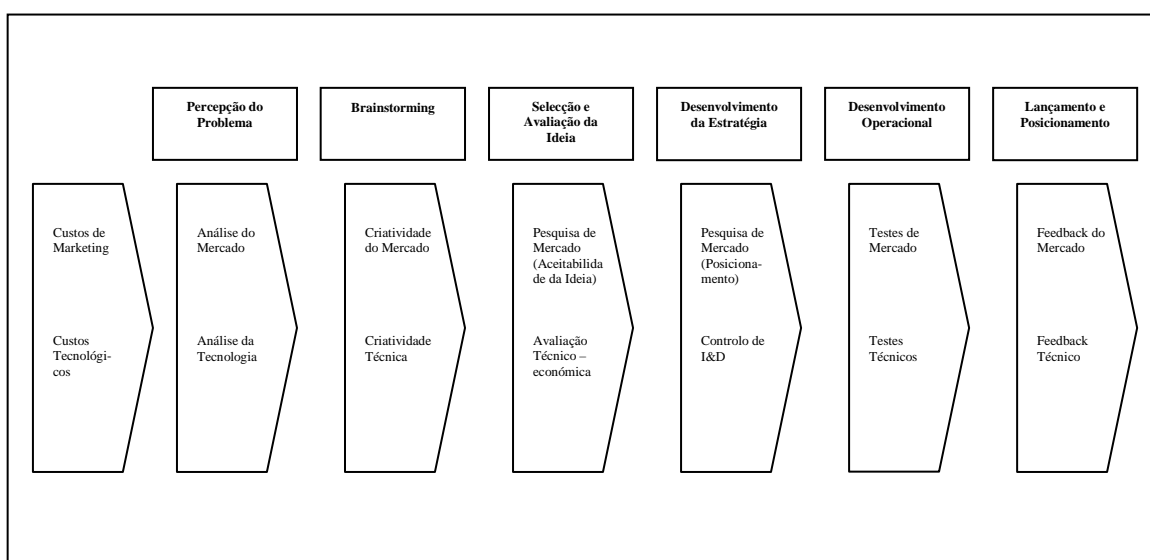 Percepção do
Problema
Brainstorming
Selecção e
Avaliação da
Ideia
Desenvolvimento
da Estratégia
Desenvolvimento
Operacional
Lançamento e
Posicionamento
Custos de
Marketing
Custos
Tecnológi-
cos
Análise do
Mercado
Análise da
Tecnologia
Criatividade
do Mercado
Criatividade
Técnica
Pesquisa de
Mercado
(Aceitabilida
de da Ideia)
Avaliação
Técnico –
económica
Pesquisa de
Mercado
(Posiciona-
mento)
Controlo de
I&D
Testes de
Mercado
Testes
Técnicos
Feedback do
Mercado
Feedback
Técnico